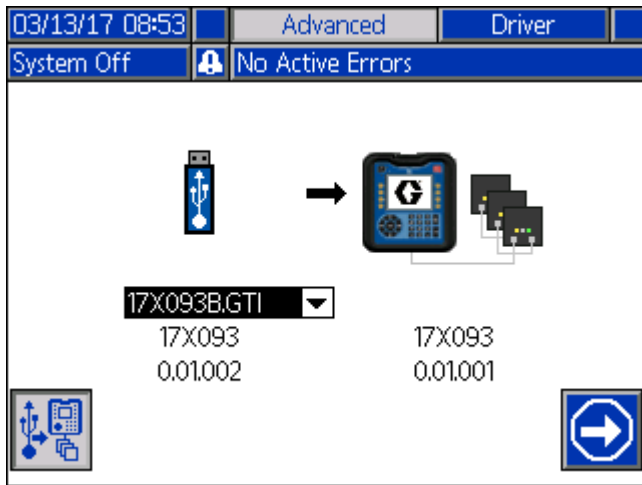 03/13/17 08:53 Advanced Driver
System Off No Active Errors
G
17X093B.GTI
17X093 17X093
0.01.002 0.01.001